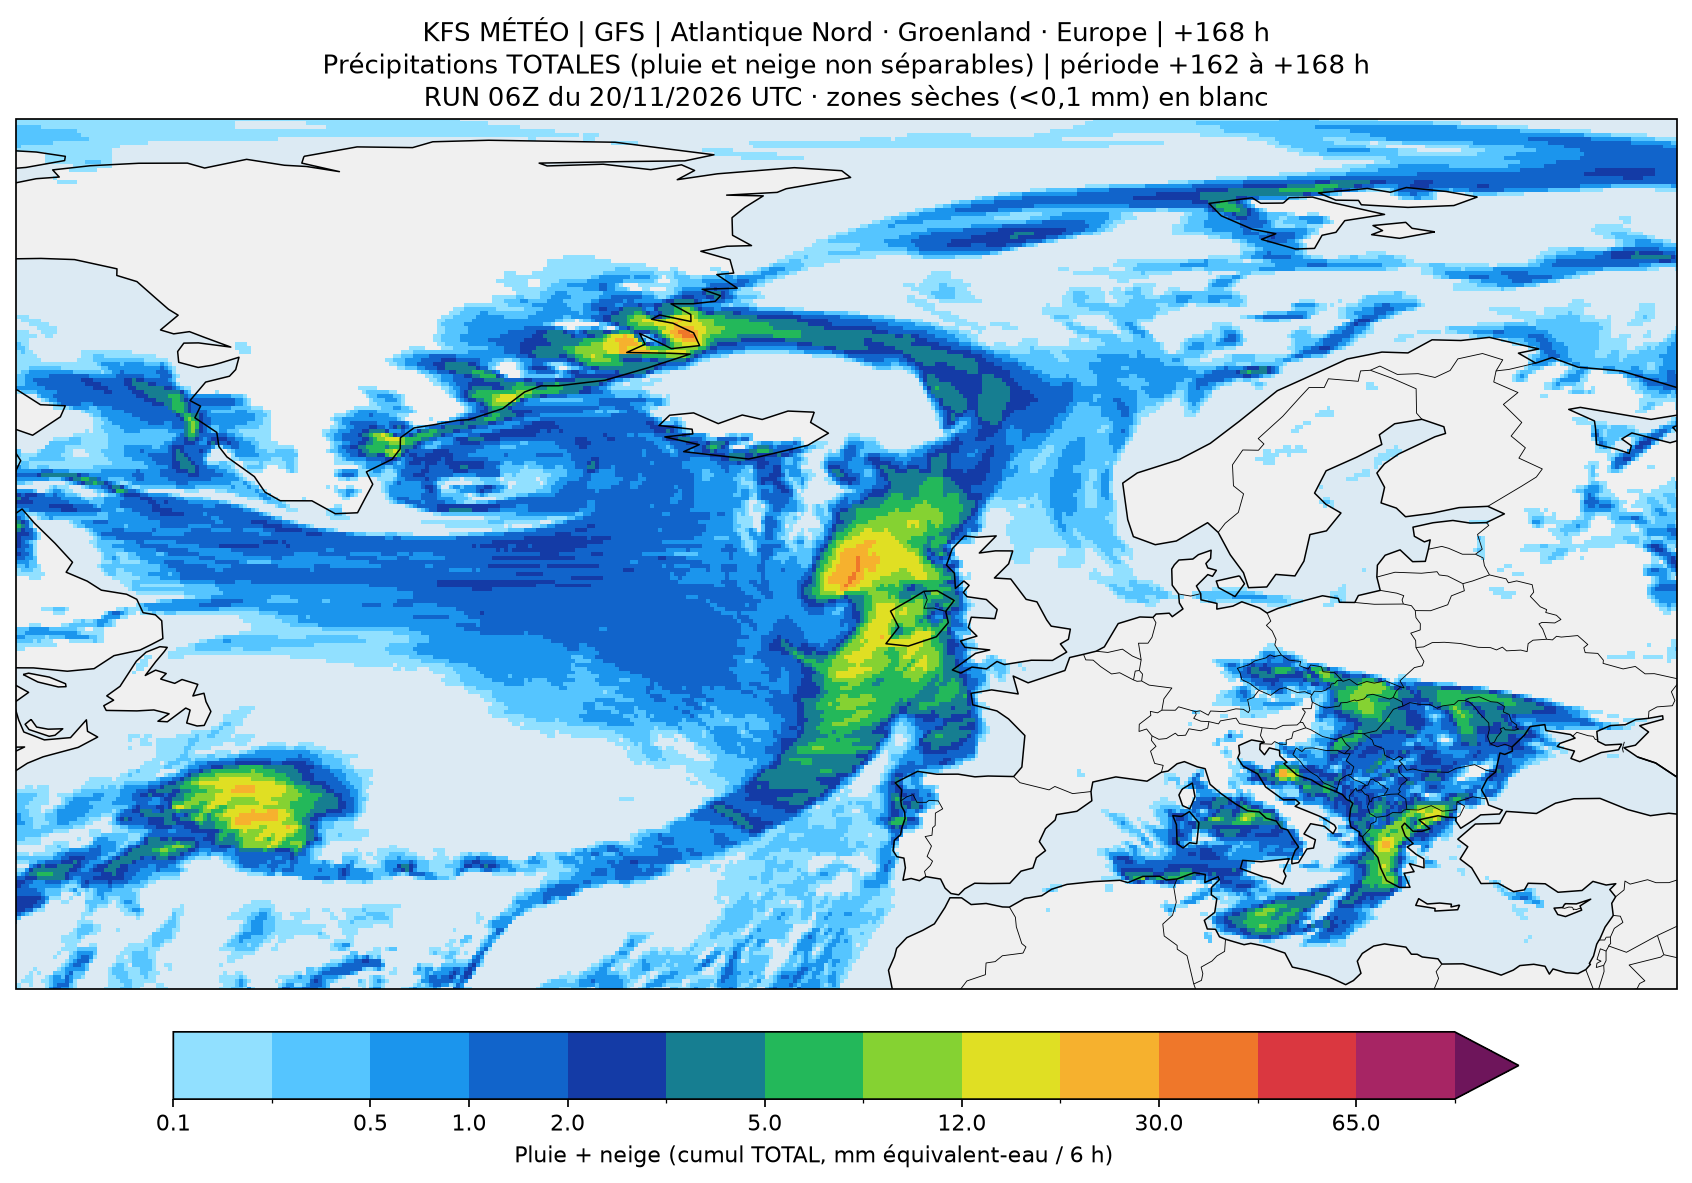 KFS MÉTÉO | GFS | Atlantique Nord · Groenland · Europe | +168 h
Précipitations TOTALES (pluie et neige non séparables) | période +162 à +168 h
RUN 06Z du 20/11/2026 UTC · zones sèches (<0,1 mm) en blanc
0.1 0.5 1.0 2.0 5.0 12.0 30.0 65.0
Pluie + neige (cumul TOTAL, mm équivalent-eau / 6 h)